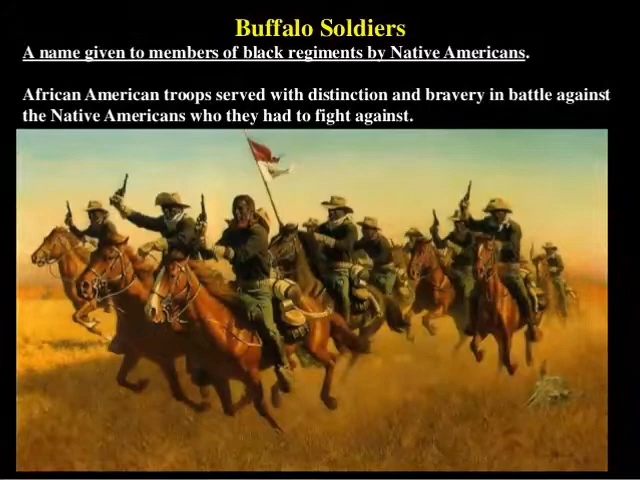 Buffalo Soldiers
A name given to members of black regiments by Native Americans.
African American troops served with distinction and bravery in battle against
the Native Americans who they had to fight against.